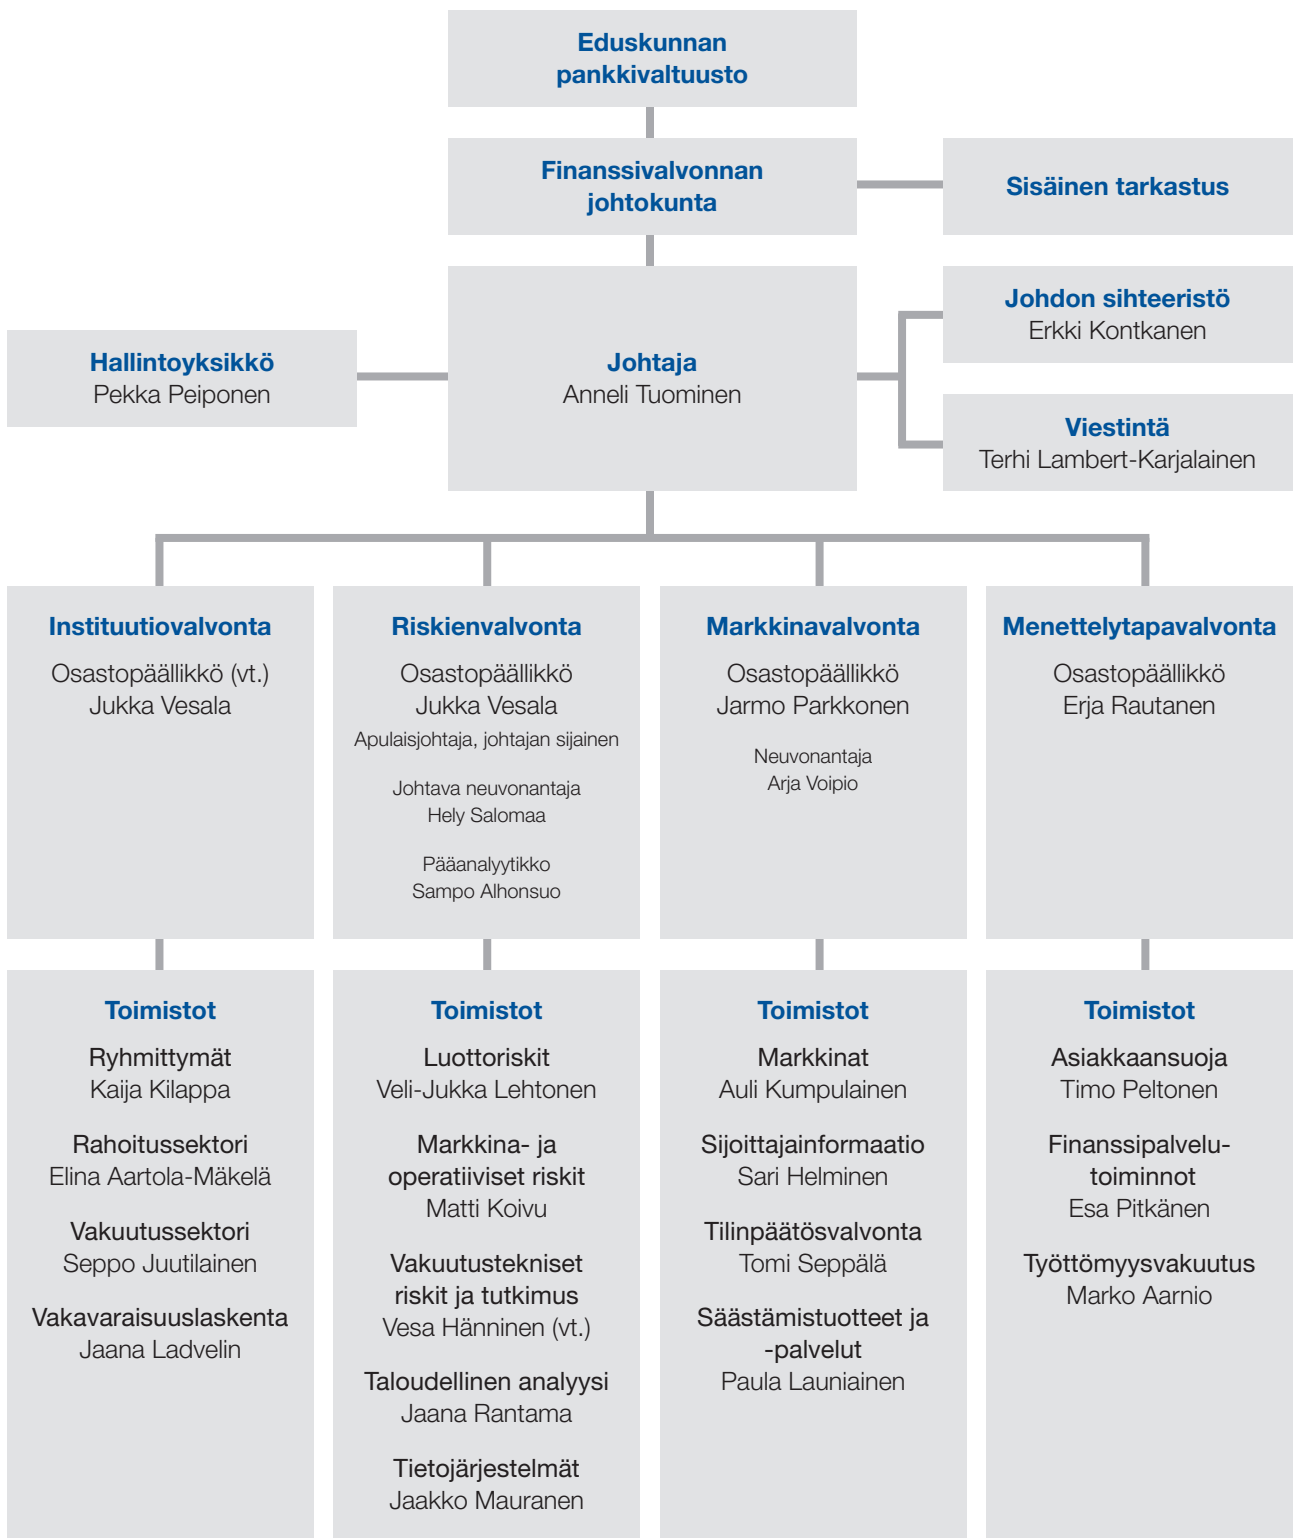 Eduskunnan
pankkivaltuusto
Finanssivalvonnan
johtokunta
Sisäinen tarkastus
Johdon sihteeristö
Erkki Kontkanen
Hallintoyksikkö
Pekka Peiponen
Johtaja
Anneli Tuominen
Viestintä
Terhi Lambert-Karjalainen
Instituutiovalvonta
Osastopäällikkö (vt.)
Jukka Vesala
Riskienvalvonta
Osastopäällikkö
Jukka Vesala
Apulaisjohtaja, johtajan sijainen
Johtava neuvonantaja
Hely Salomaa
Pääanalyytikko
Sampo Alhonsuo
Markkinavalvonta
Osastopäällikkö
Jarmo Parkkonen
Neuvonantaja
Arja Voipio
Menettelytapavalvonta
Osastopäällikkö
Erja Rautanen
Toimistot
Ryhmittymät
Kaija Kilappa
Rahoitussektori
Elina Aartola-Mäkelä
Vakuutussektori
Seppo Juutilainen
Vakavaraisuuslaskenta
Jaana Ladvelin
Toimistot
Luottoriskit
Veli-Jukka Lehtonen
Markkina- ja
operatiiviset riskit
Matti Koivu
Vakuutustekniset
riskit ja tutkimus
Vesa Hänninen (vt.)
Taloudellinen analyysi
Jaana Rantama
Tietojärjestelmät
Jaakko Mauranen
Toimistot
Markkinat
Auli Kumpulainen
Sijoittajainformaatio
Sari Helminen
Tilinpäätösvalvonta
Tomi Seppälä
Säästämistuotteet ja
-palvelut
Paula Launiainen
Toimistot
Asiakkaansuoja
Timo Peltonen
Finanssipalvelu-
toiminnot
Esa Pitkänen
Työttömyysvakuutus
Marko Aarnio